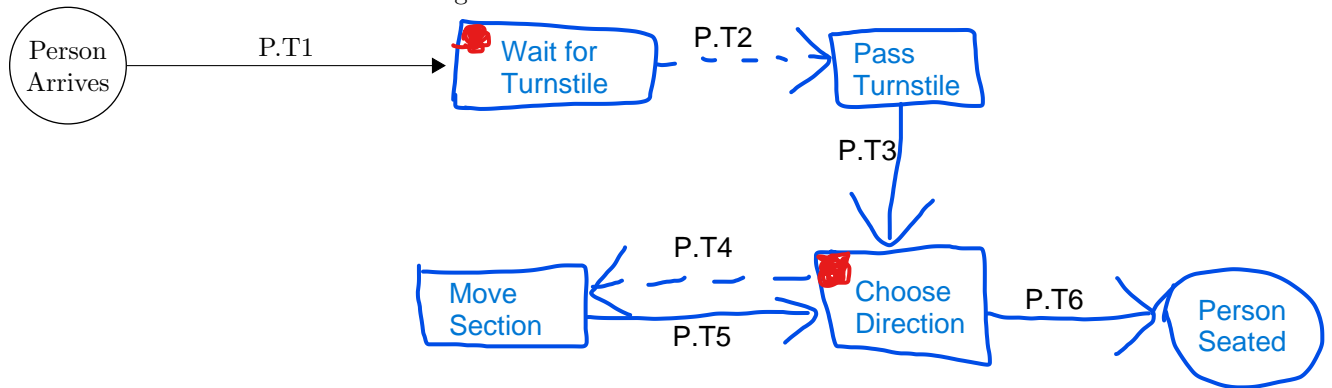 Person
Arrives
P.T1
Wait for
Turnstile
P.T2
Pass
Turnstile
P.T3
P.T4
Move
Section
P.T5
Choose
Direction
P.T6
Person
Seated